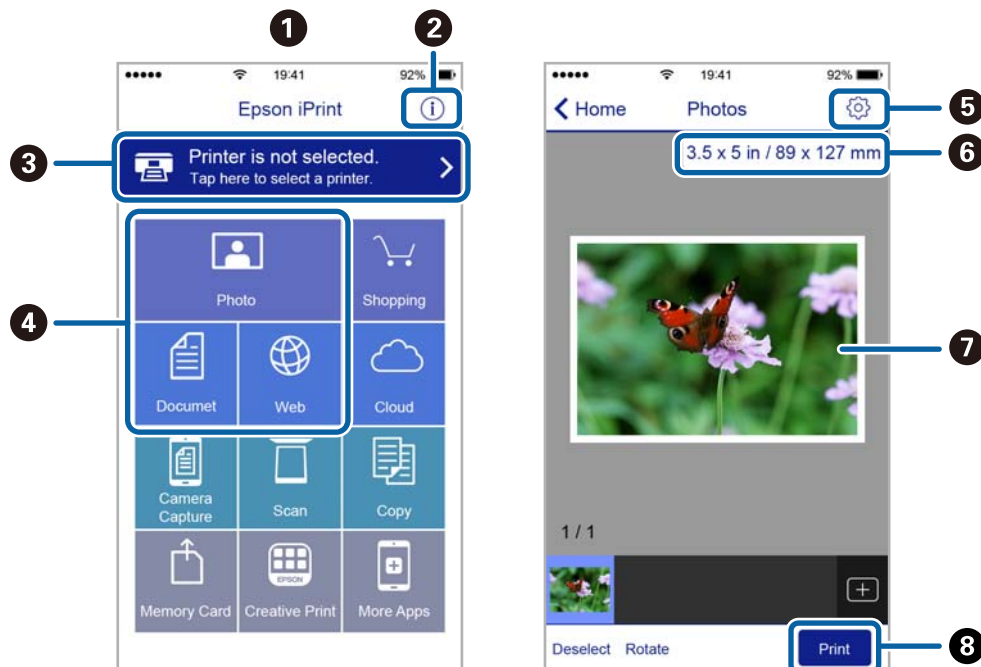 1
2
19:41
92%
Epson iPrint
i
3
Printer is not selected.
Tap here to select a printer.
4
Photo
Shopping
Documet
Web
Cloud
Camera
Capture
Scan
Copy
EPSON
Memory Card
Creative Print
More Apps
19:41
92%
Home
Photos
5
3.5 x 5 in / 89 x 127 mm
6
7
1 / 1
Deselect
Rotate
Print
8